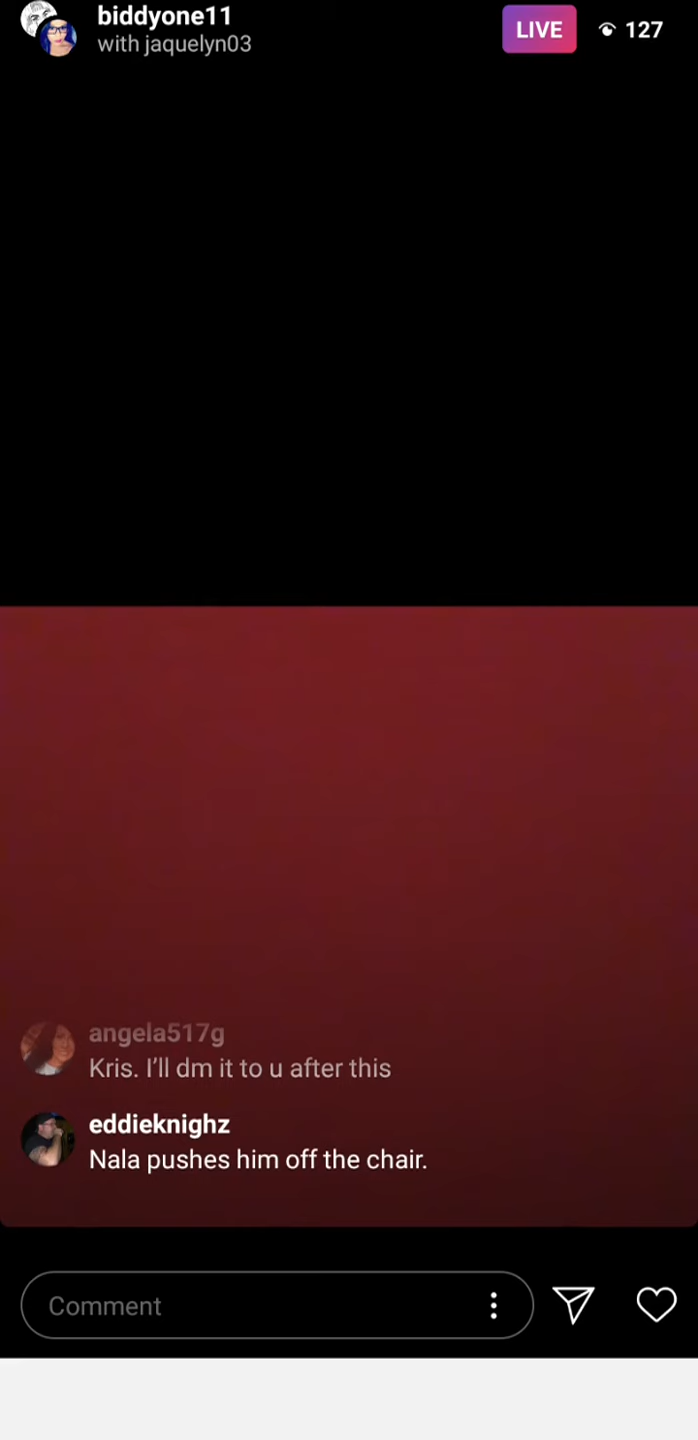 biddyone11
with jaquelyn03
LIVE
127
angela517g
Kris. I'll dm it to u after this
eddieknighz
Nala pushes him off the chair.
Comment